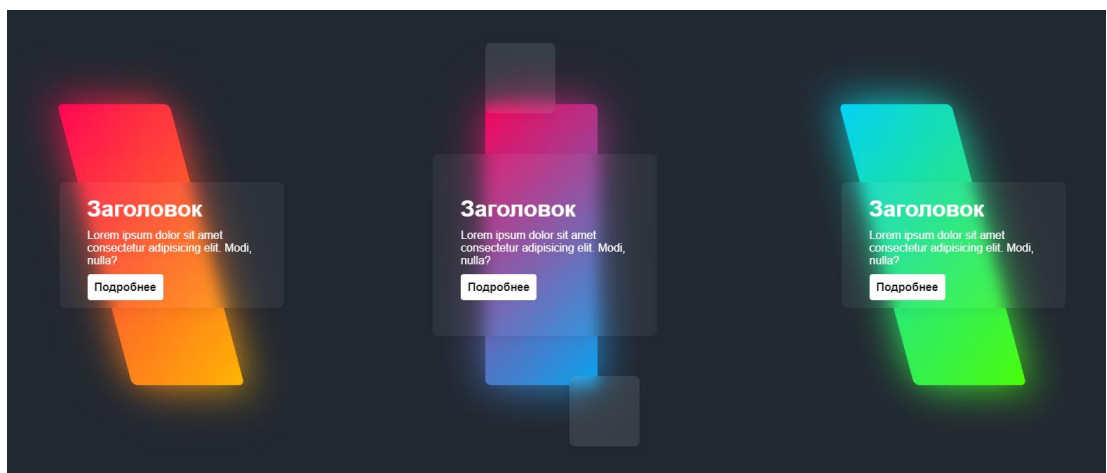 Заголовок
Lorem ipsum dolor sit amet
consectetur adipisicing elit. Modi,
nulla?
Подробнее
Заголовок
Lorem ipsum dolor sit amet
consectetur adipisicing elit. Modi,
nulla?
Подробнее
Заголовок
Lorem ipsum dolor sit amet
consectetur adipisicing elit. Modi,
nulla?
Подробнее